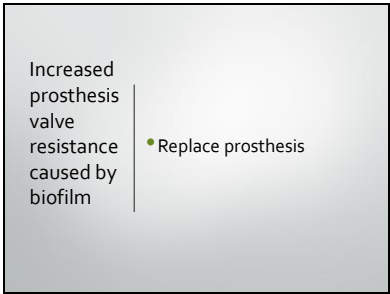 Increased
prosthesis
valve
resistance
caused by
biofilm
• Replace prosthesis